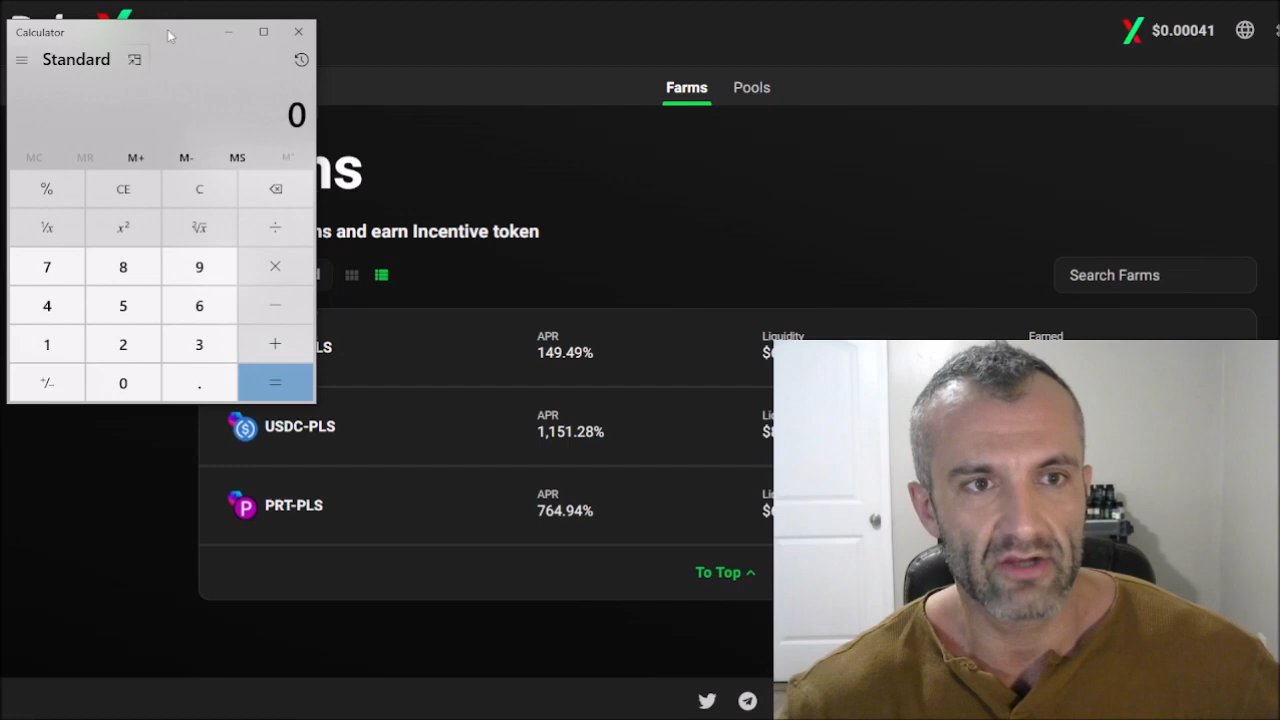 Calculator
Standard
0
MC MR M+ M- MS
% CE C
¹/x x² ²√x ÷
7 8 9 ×
4 5 6 −
1 2 3 +
+/- 0 . =
$0.00041
Farms Pools
ns
ns and earn Incentive token
Search Farms
LS
APR
149.49%
Liquidity
$
Earned
USDC-PLS
APR
1,151.28%
$
P
PRT-PLS
APR
764.94%
$
To Top